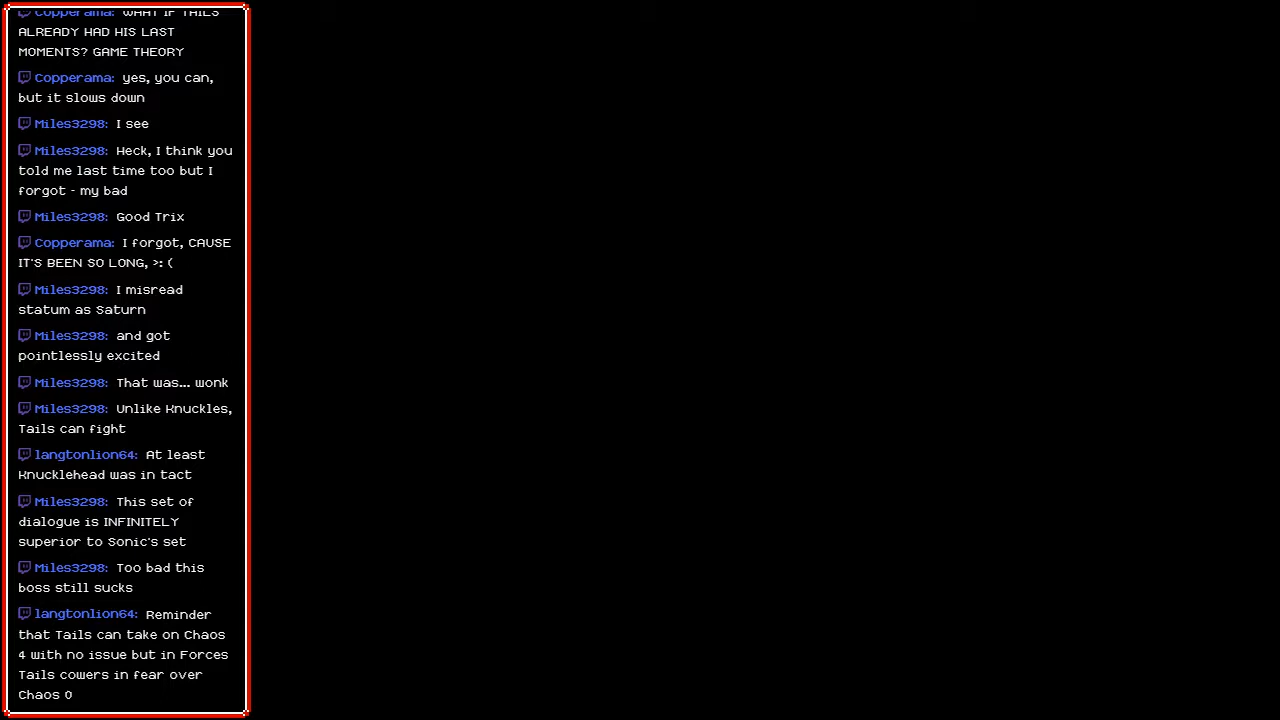 Copperama: WHAT IF TAILS
ALREADY HAD HIS LAST
MOMENTS? GAME THEORY
Copperama: yes, you can,
but it slows down
Miles3298: I see
Miles3298: Heck, I think you
told me last time too but I
forgot - my bad
Miles3298: Good Trix
Copperama: I forgot, CAUSE
IT'S BEEN SO LONG, >: (
Miles3298: I misread
statum as Saturn
Miles3298: and got
pointlessly excited
Miles3298: That was... wonk
Miles3298: Unlike Knuckles,
Tails can fight
langtonlion64: At least
Knucklehead was in tact
Miles3298: This set of
dialogue is INFINITELY
superior to Sonic's set
Miles3298: Too bad this
boss still sucks
langtonlion64: Reminder
that Tails can take on Chaos
4 with no issue but in Forces
Tails cowers in fear over
Chaos 0